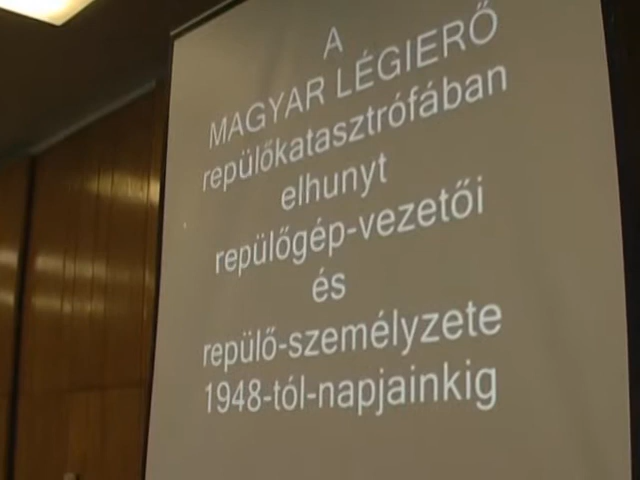 A
MAGYAR LÉGIERŐ
repülőkatasztrófában
elhunyt
repülőgép-vezetői
és
repülő-személyzete
1948-tól-napjainkig